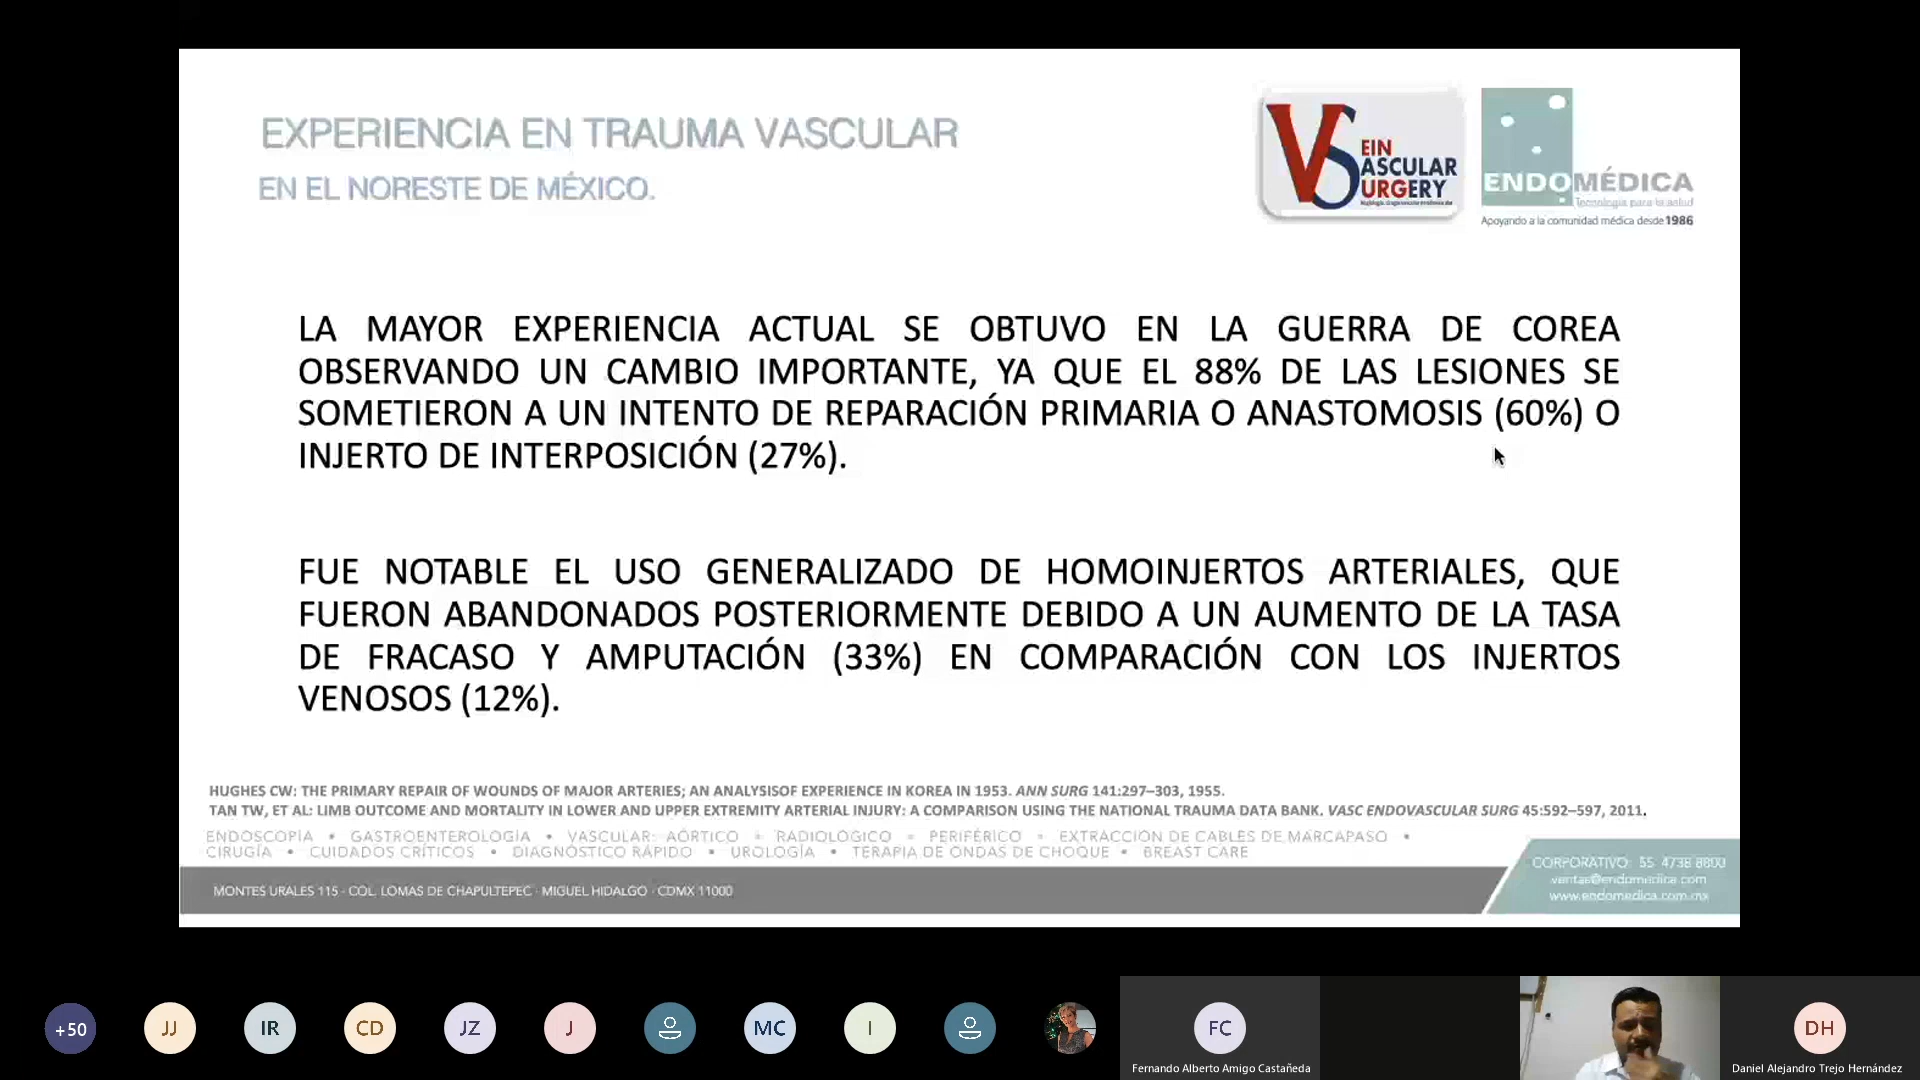 EXPERIENCIA EN TRAUMA VASCULAR
EN EL NORESTE DE MÉXICO.
VS
EIN
ASCULAR
URGERY
ENDOMÉDICA
Tecnología para la salud
Apoyando a la comunidad médica desde 1986
LA MAYOR EXPERIENCIA ACTUAL SE OBTUVO EN LA GUERRA DE COREA
OBSERVANDO UN CAMBIO IMPORTANTE, YA QUE EL 88% DE LAS LESIONES SE
SOMETIERON A UN INTENTO DE REPARACIÓN PRIMARIA O ANASTOMOSIS (60%) O
INJERTO DE INTERPOSICIÓN (27%).
FUE NOTABLE EL USO GENERALIZADO DE HOMOINJERTOS ARTERIALES, QUE
FUERON ABANDONADOS POSTERIORMENTE DEBIDO A UN AUMENTO DE LA TASA
DE FRACASO Y AMPUTACIÓN (33%) EN COMPARACIÓN CON LOS INJERTOS
VENOSOS (12%).
HUGHES CW: THE PRIMARY REPAIR OF WOUNDS OF MAJOR ARTERIES; AN ANALYSISOF EXPERIENCE IN KOREA IN 1953. ANN SURG 141:297–303, 1955.
TAN TW, ET AL: LIMB OUTCOME AND MORTALITY IN LOWER AND UPPER EXTREMITY ARTERIAL INJURY: A COMPARISON USING THE NATIONAL TRAUMA DATA BANK. VASC ENDOVASCULAR SURG 45:592–597, 2011.
ENDOSCOPÍA • GASTROENTEROLOGÍA • VASCULAR: AÓRTICO • RADIOLÓGICO • PERIFÉRICO • EXTRACCIÓN DE CABLES DE MARCAPASO •
CIRUGÍA • CUIDADOS CRÍTICOS • DIAGNÓSTICO RÁPIDO • UROLOGÍA • TERAPIA DE ONDAS DE CHOQUE • BREAST CARE
MONTES URALES 115 - COL. LOMAS DE CHAPULTEPEC - MIGUEL HIDALGO - CDMX 11000
CORPORATIVO: 55 4738 8800
ventas@endomedica.com
www.endomedica.com.mx
+50
JJ
IR
CD
JZ
J
MC
I
FC
DH
Fernando Alberto Amigo Castañeda
Daniel Alejandro Trejo Hernández